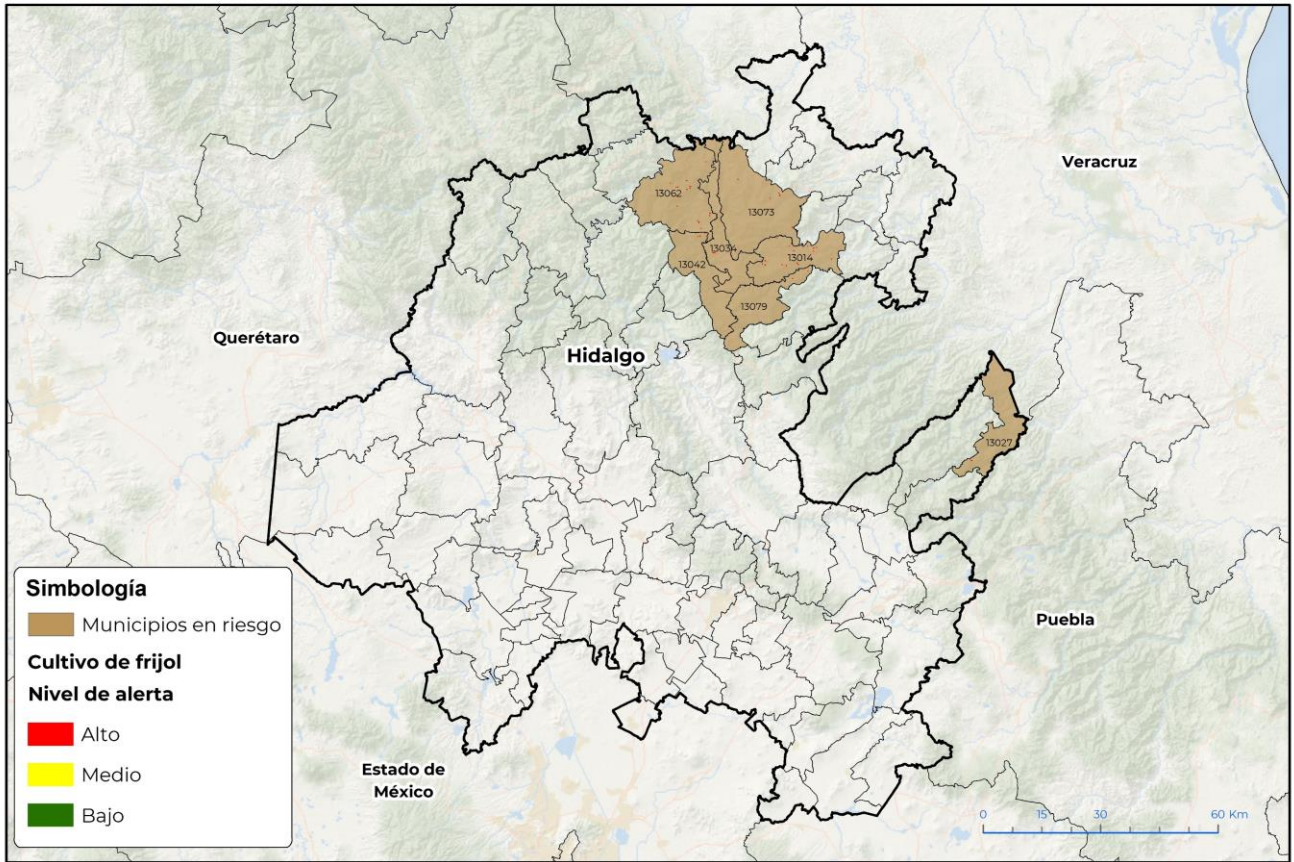 Veracruz
13062
13073
13034
13042
13014
13079
Querétaro
Hidalgo
13027
Simbología
Municipios en riesgo
Cultivo de frijol
Nivel de alerta
Alto
Medio
Bajo
Puebla
Estado de
México
0 15 30 60 Km